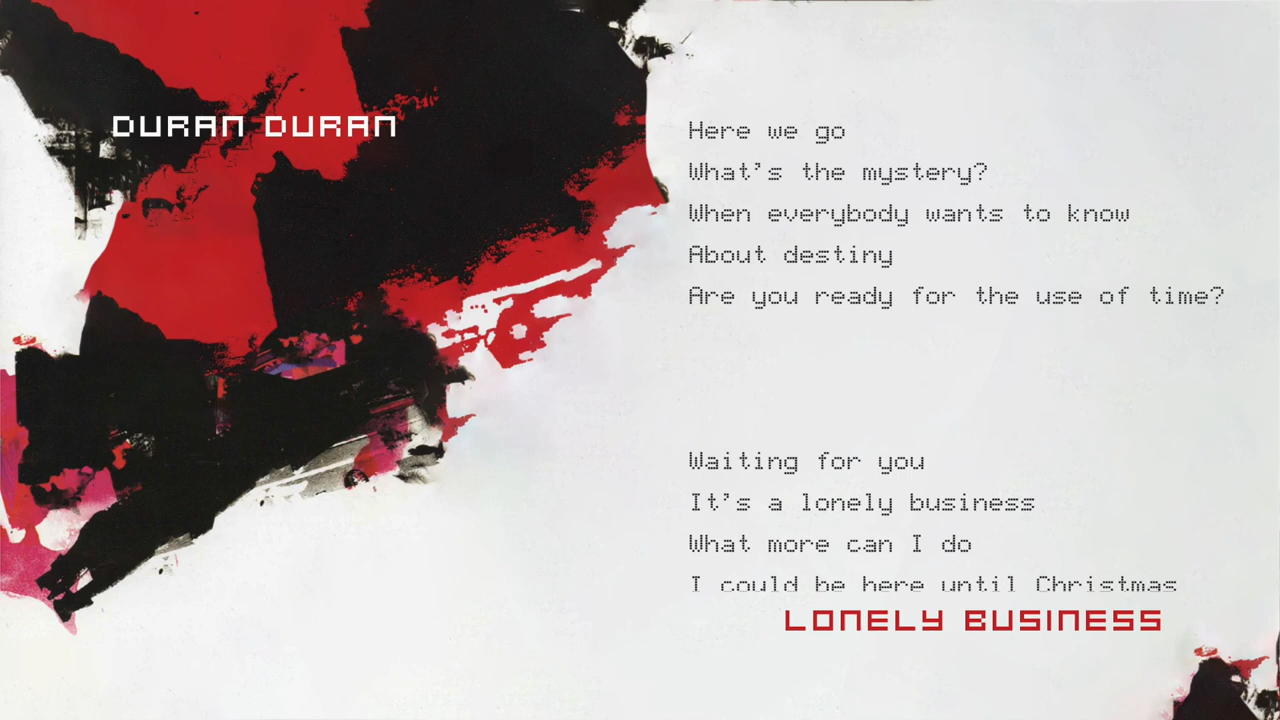 DURAN DURAN
Here we go
What's the mystery?
When everybody wants to know
About destiny
Are you ready for the use of time?
Waiting for you
It's a lonely business
What more can I do
I could be here until Christmas
LONELY BUSINESS